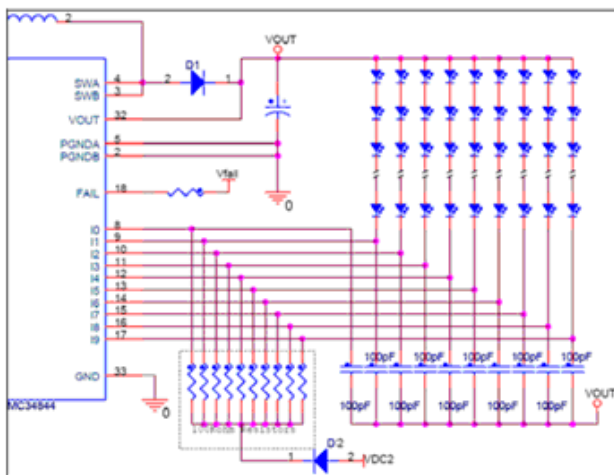 2
VOUT
D1
SWA 4 2 1
SWB 3
VOUT 32
PGNDA 5
PGNDB 2
Vfail
FAIL 18
0
I0 8
I1 9
I2 10
I3 11
I4 12
I5 13
I6 14
I7 15
I8 16
I9 17
100pF 100pF 100pF 100pF 100pF
GND 33
VOUT
MC34844
0
100pF 100pF 100pF 100pF 100pF
Resistors
D2
1 2 VDC2